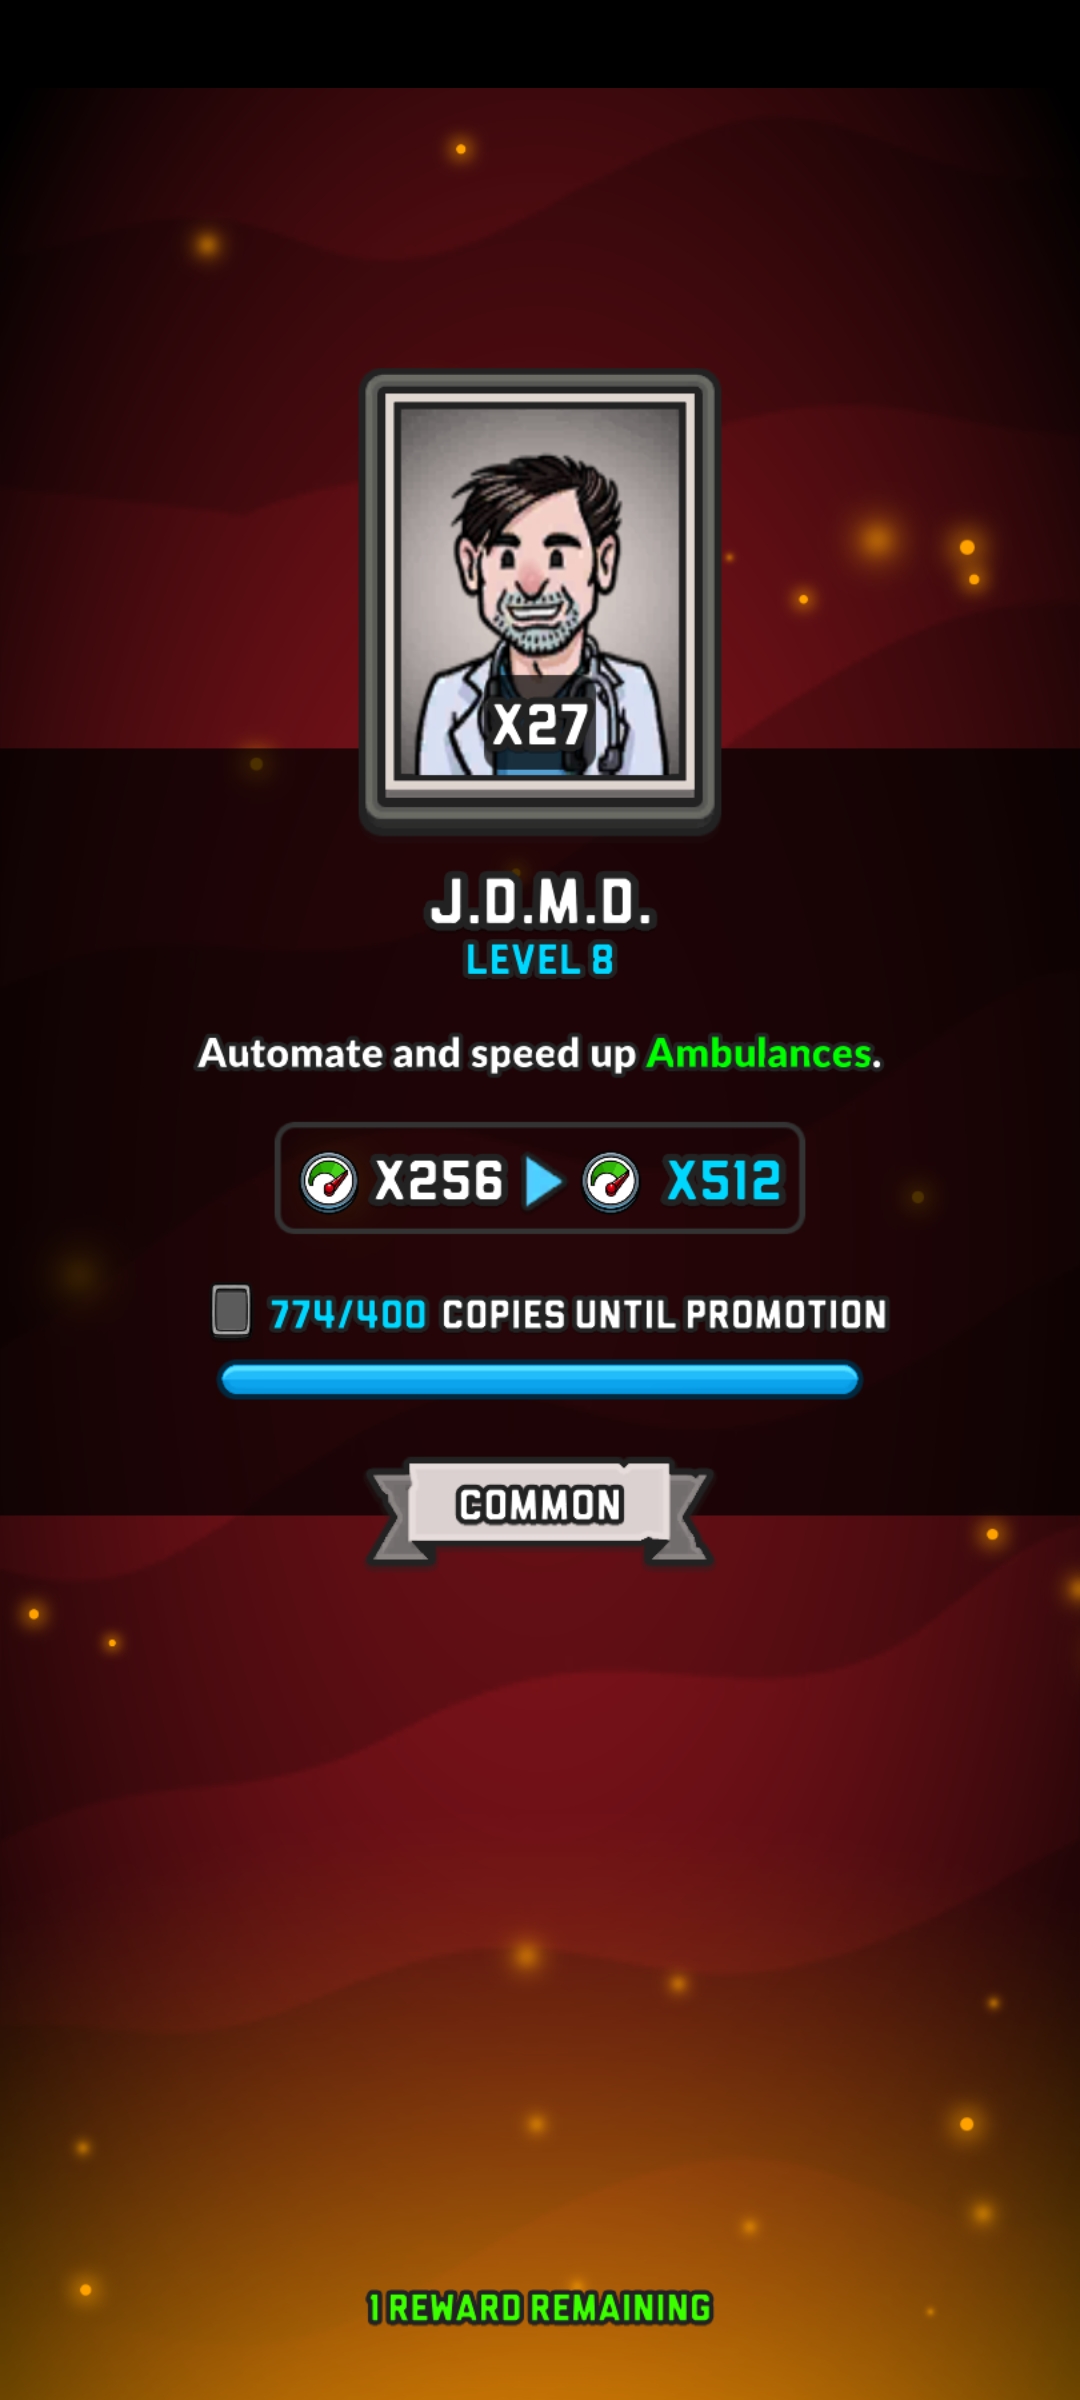 X27
J.D.M.D.
LEVEL 8
Automate and speed up Ambulances.
X256 X512
774/400 COPIES UNTIL PROMOTION
COMMON
1 REWARD REMAINING